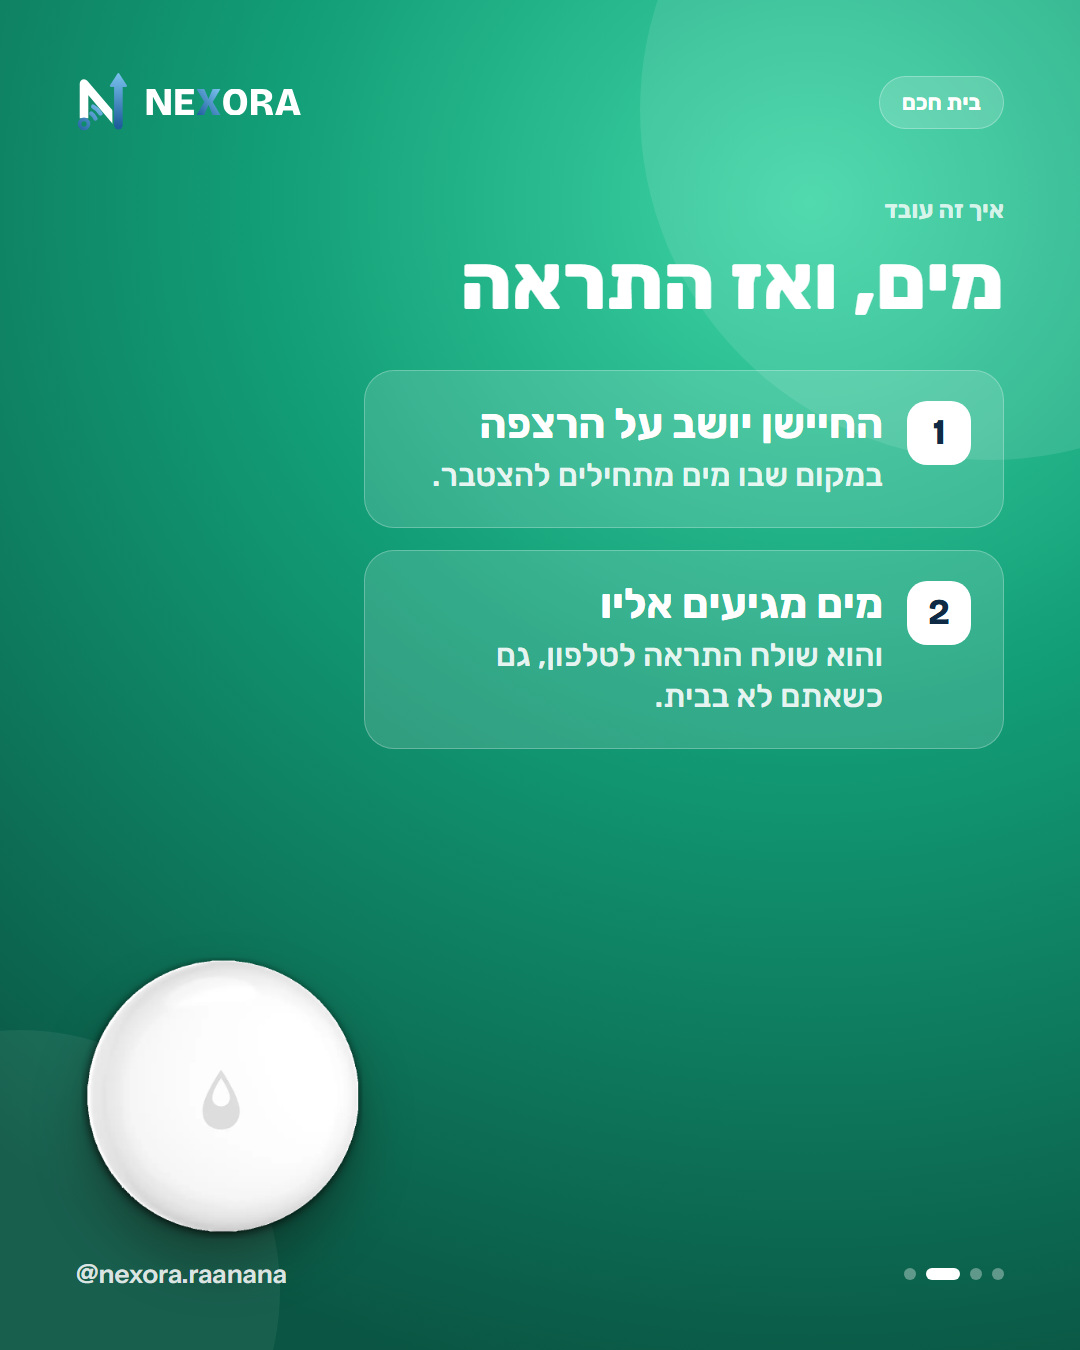 NEXORA
בית חכם
איך זה עובד
מים, ואז התראה
1
החיישן יושב על הרצפה
במקום שבו מים מתחילים להצטבר.
2
מים מגיעים אליו
והוא שולח התראה לטלפון, גם
כשאתם לא בבית.
@nexora.raanana